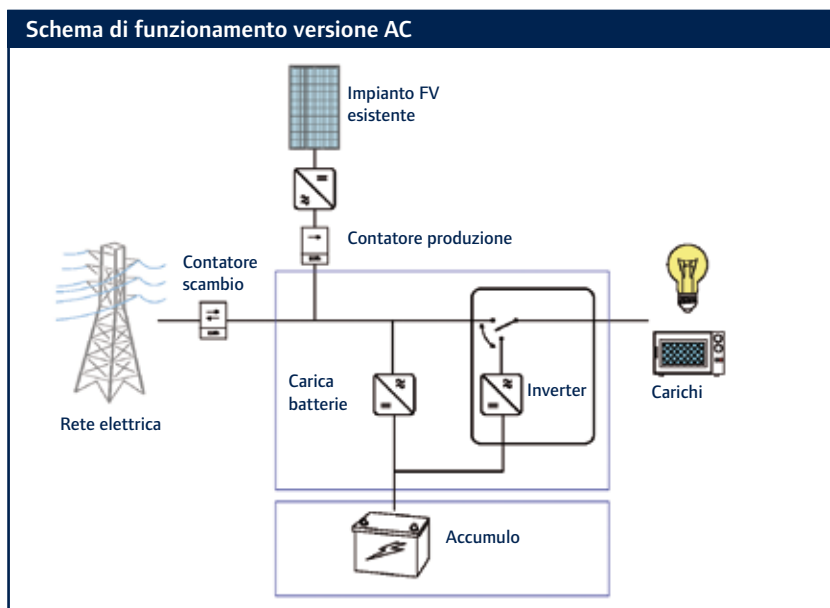 Schema di funzionamento versione AC
Impianto FV
esistente
Contatore produzione
Contatore
scambio
Carica
batterie
Inverter
Carichi
Rete elettrica
Accumulo